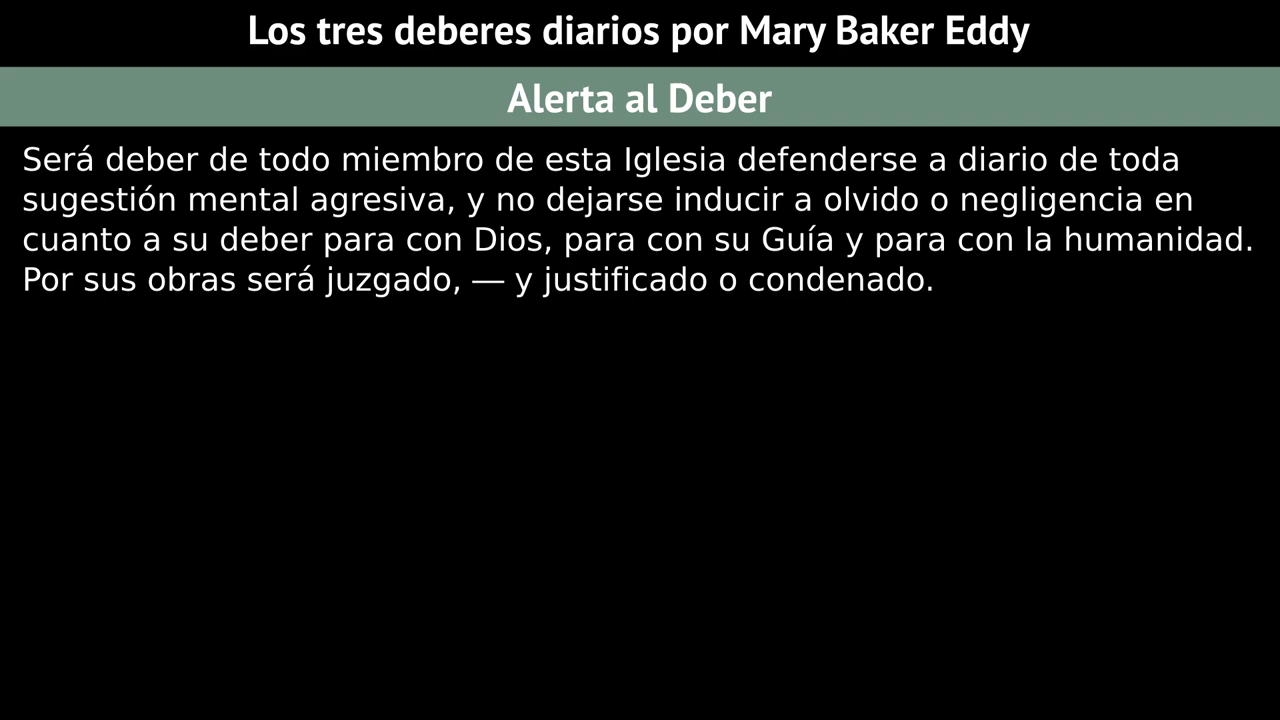 Los tres deberes diarios por Mary Baker Eddy
Alerta al Deber
Será deber de todo miembro de esta Iglesia defenderse a diario de toda
sugestión mental agresiva, y no dejarse inducir a olvido o negligencia en
cuanto a su deber para con Dios, para con su Guía y para con la humanidad.
Por sus obras será juzgado, — y justificado o condenado.